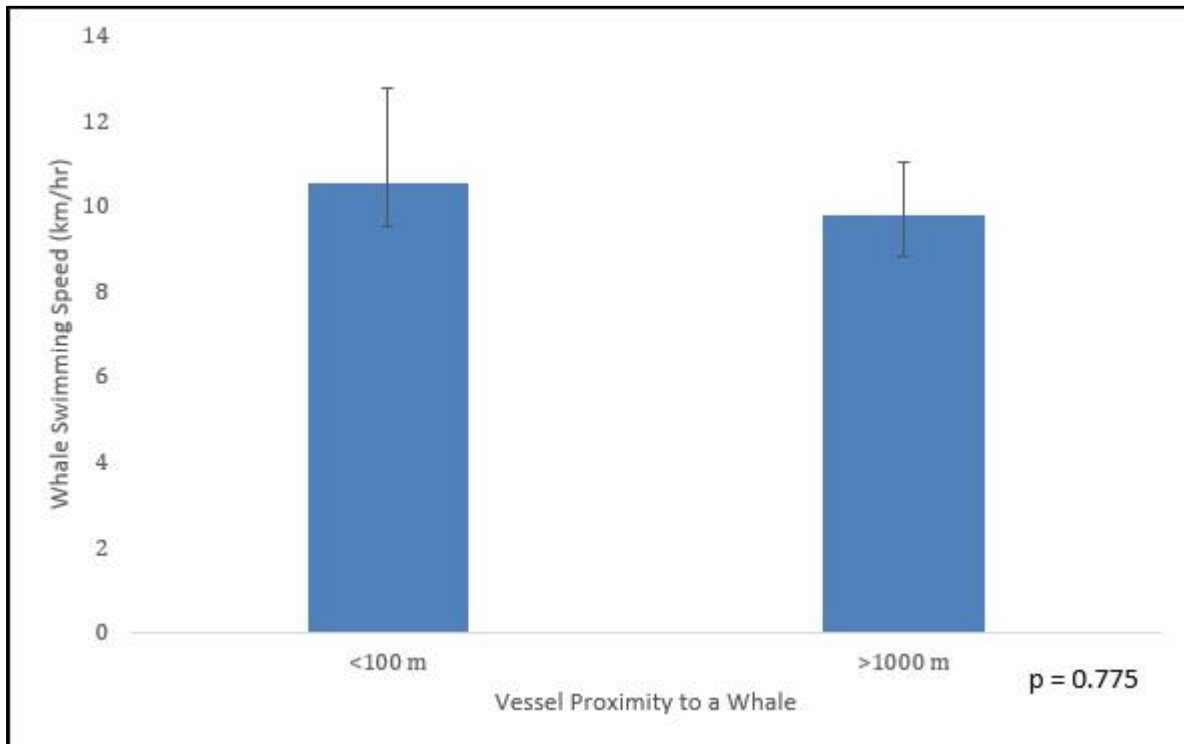 14
12
10
8
6
4
2
0
Whale Swimming Speed (km/hr)
<100 m
>1000 m
p = 0.775
Vessel Proximity to a Whale